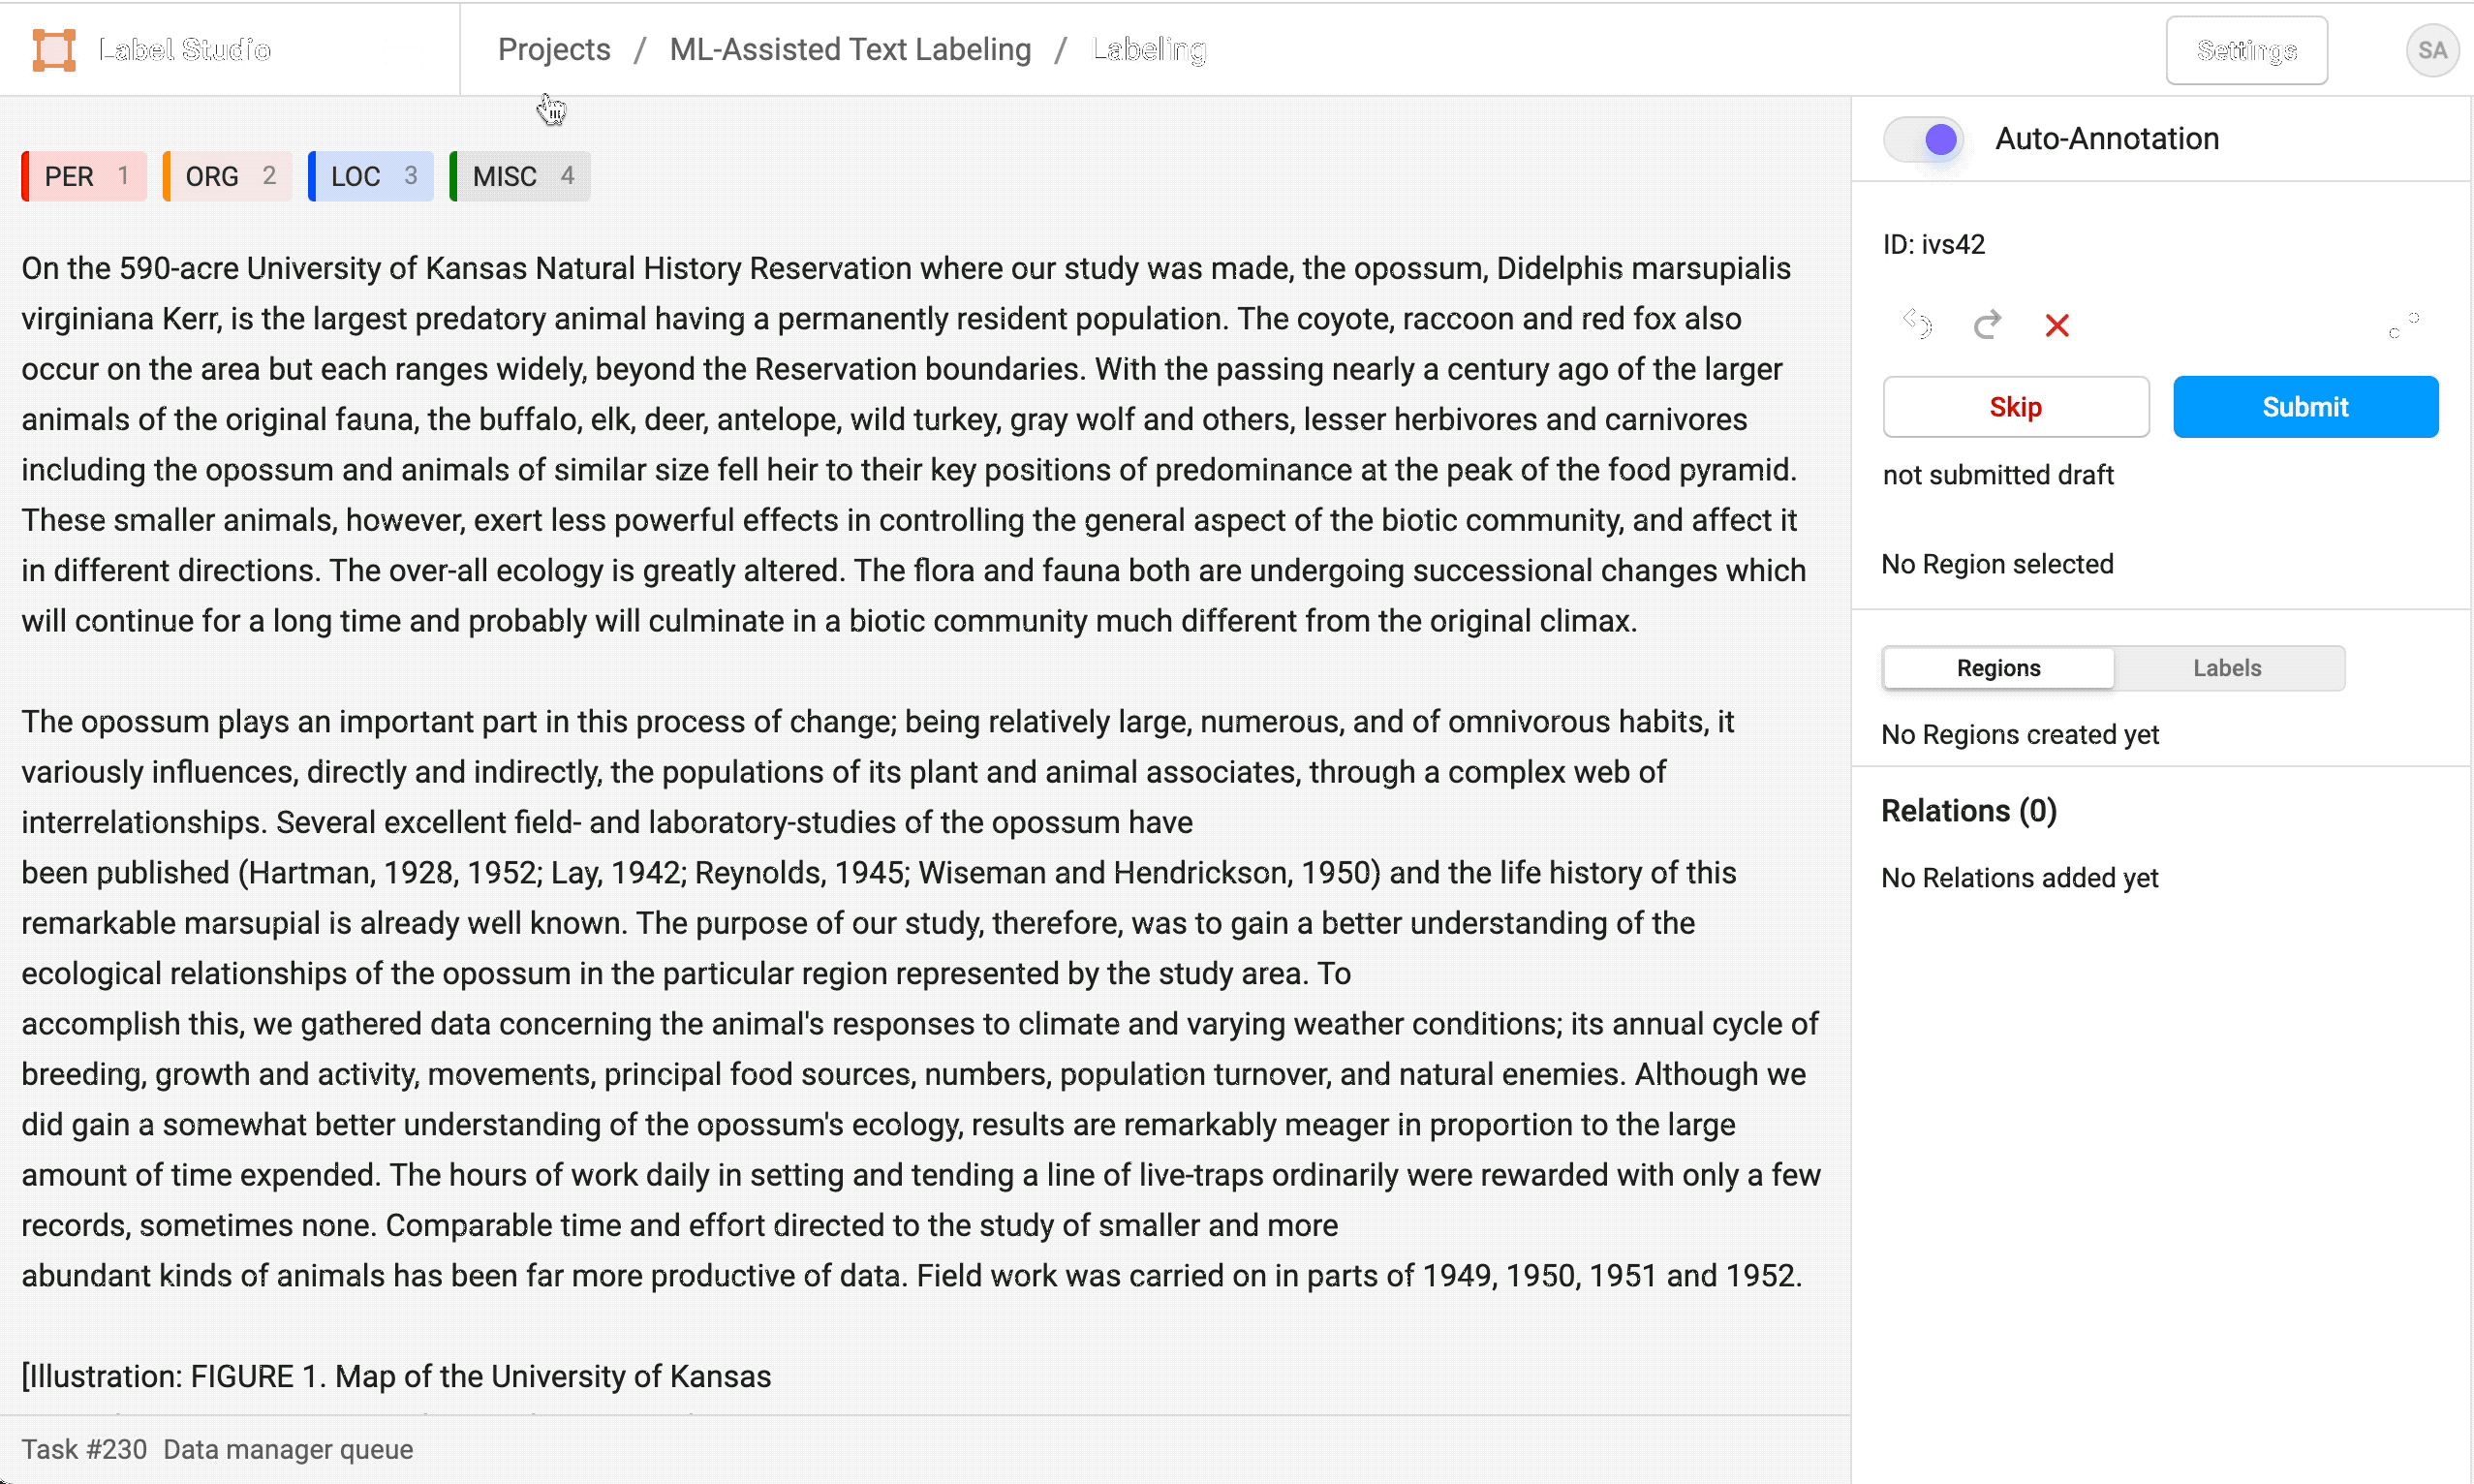 Label Studio
Projects / ML-Assisted Text Labeling / Labeling
Settings
SA
PER 1 ORG 2 LOC 3 MISC 4
On the 590-acre University of Kansas Natural History Reservation where our study was made, the opossum, Didelphis marsupialis
virginiana Kerr, is the largest predatory animal having a permanently resident population. The coyote, raccoon and red fox also
occur on the area but each ranges widely, beyond the Reservation boundaries. With the passing nearly a century ago of the larger
animals of the original fauna, the buffalo, elk, deer, antelope, wild turkey, gray wolf and others, lesser herbivores and carnivores
including the opossum and animals of similar size fell heir to their key positions of predominance at the peak of the food pyramid.
These smaller animals, however, exert less powerful effects in controlling the general aspect of the biotic community, and affect it
in different directions. The over-all ecology is greatly altered. The flora and fauna both are undergoing successional changes which
will continue for a long time and probably will culminate in a biotic community much different from the original climax.
The opossum plays an important part in this process of change; being relatively large, numerous, and of omnivorous habits, it
variously influences, directly and indirectly, the populations of its plant and animal associates, through a complex web of
interrelationships. Several excellent field- and laboratory-studies of the opossum have
been published (Hartman, 1928, 1952; Lay, 1942; Reynolds, 1945; Wiseman and Hendrickson, 1950) and the life history of this
remarkable marsupial is already well known. The purpose of our study, therefore, was to gain a better understanding of the
ecological relationships of the opossum in the particular region represented by the study area. To
accomplish this, we gathered data concerning the animal's responses to climate and varying weather conditions; its annual cycle of
breeding, growth and activity, movements, principal food sources, numbers, population turnover, and natural enemies. Although we
did gain a somewhat better understanding of the opossum's ecology, results are remarkably meager in proportion to the large
amount of time expended. The hours of work daily in setting and tending a line of live-traps ordinarily were rewarded with only a few
records, sometimes none. Comparable time and effort directed to the study of smaller and more
abundant kinds of animals has been far more productive of data. Field work was carried on in parts of 1949, 1950, 1951 and 1952.
[Illustration: FIGURE 1. Map of the University of Kansas
Task #230 Data manager queue
Auto-Annotation
ID: ivs42
Skip
Submit
not submitted draft
No Region selected
Regions
Labels
No Regions created yet
Relations (0)
No Relations added yet